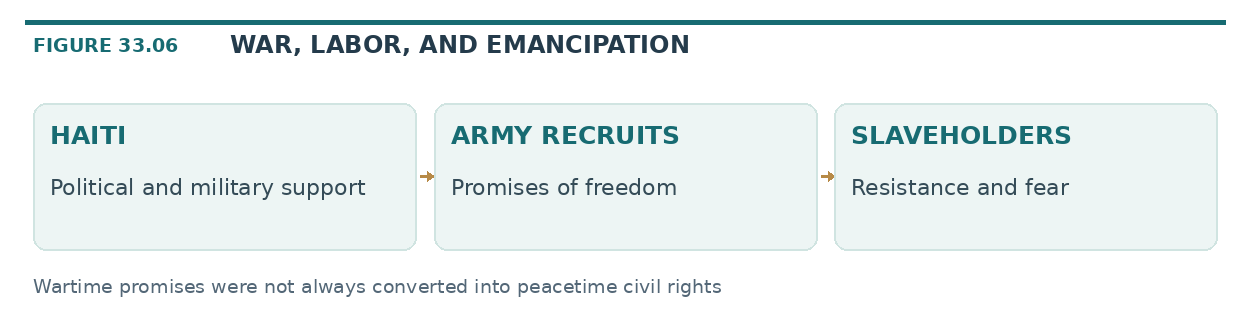 FIGURE 33.06 WAR, LABOR, AND EMANCIPATION
HAITI
Political and military support
ARMY RECRUITS
Promises of freedom
SLAVEHOLDERS
Resistance and fear
Wartime promises were not always converted into peacetime civil rights